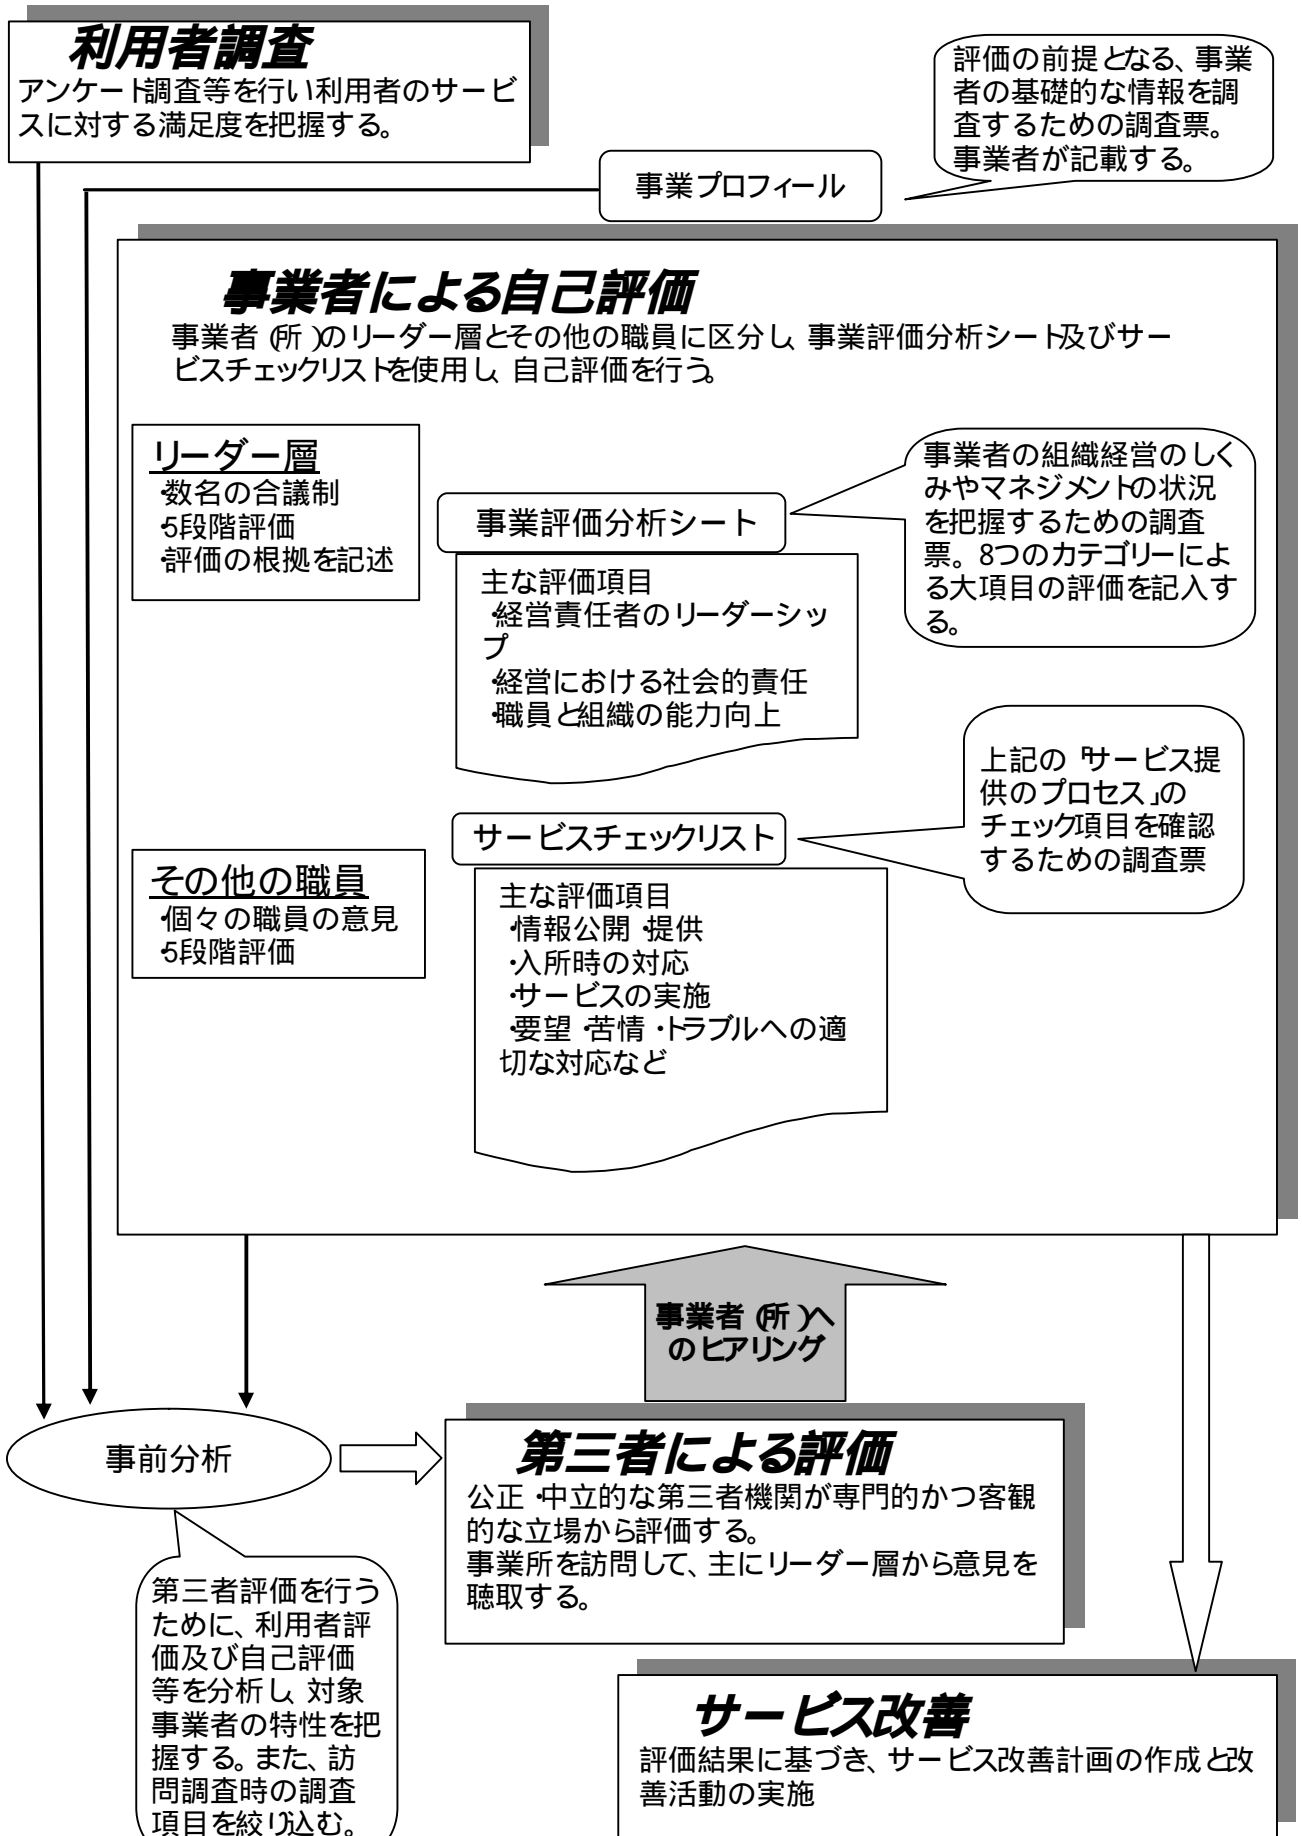 利用者調査
アンケート調査等を行い利用者のサービ
スに対する満足度を把握する。
評価の前提となる、事業
者の基礎的な情報を調
査するための調査票。
事業者が記載する。
事業プロフィール
事業者による自己評価
事業者(所)のリーダー層とその他の職員に区分し、事業評価分析シート及びサー
ビスチェックリストを使用し、自己評価を行う。
リーダー層
・数名の合議制
・5段階評価
・評価の根拠を記述
事業評価分析シート
主な評価項目
・経営責任者のリーダーシッ
プ
・経営における社会的責任
・職員と組織の能力向上
事業者の組織経営のしく
みやマネジメントの状況
を把握するための調査
票。8つのカテゴリーによ
る大項目の評価を記入す
る。
上記の「サービス提
供のプロセス」の
チェック項目を確認
するための調査票
サービスチェックリスト
その他の職員
・個々の職員の意見
・5段階評価
主な評価項目
・情報公開・提供
・入所時の対応
・サービスの実施
・要望・苦情・トラブルへの適
切な対応など
事業者(所)へ
のヒアリング
事前分析
第三者による評価
公正・中立的な第三者機関が専門的かつ客観
的な立場から評価する。
事業所を訪問して、主にリーダー層から意見を
聴取する。
第三者評価を行う
ために、利用者評
価及び自己評価
等を分析し、対象
事業者の特性を把
握する。また、訪
問調査時の調査
項目を絞り込む。
サービス改善
評価結果に基づき、サービス改善計画の作成と改
善活動の実施